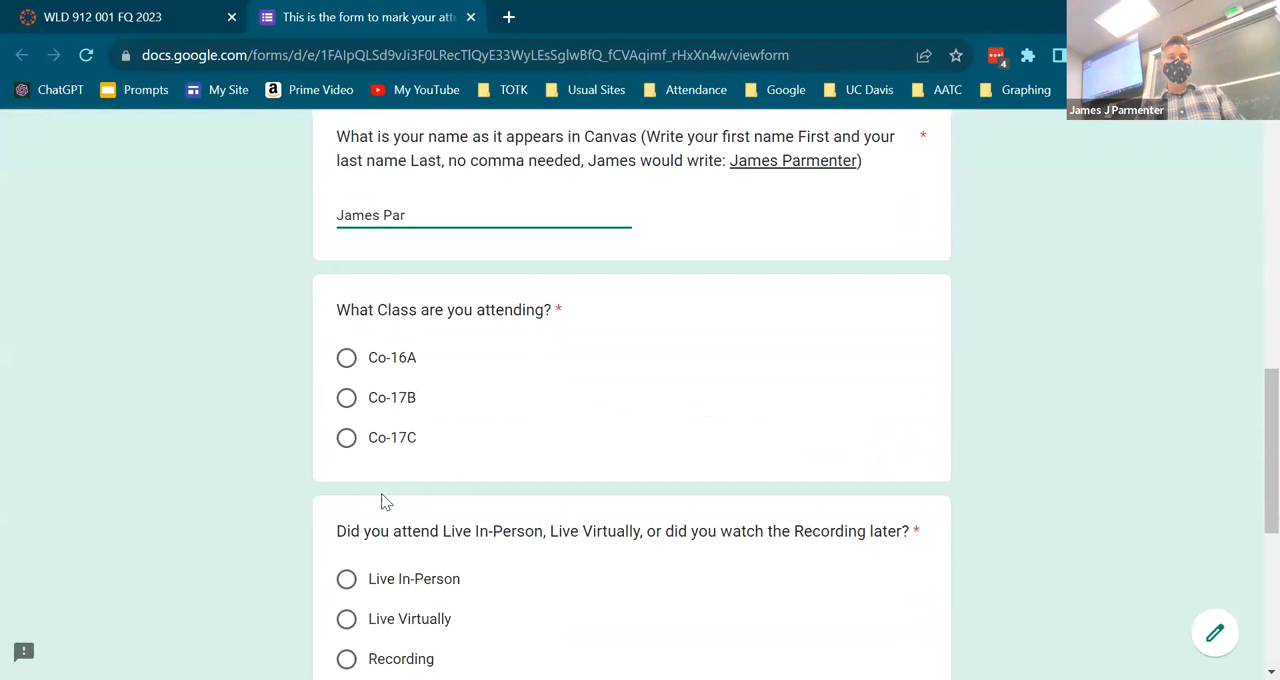 WLD 912 001 FQ 2023
This is the form to mark your att
docs.google.com/forms/d/e/1FAIpQLSd9vJi3F0LRecTlQyE33WyLEsSglwBfQ_fCVAqimf_rHxXn4w/viewform
4
ChatGPT
Prompts
My Site
Prime Video
My YouTube
TOTK
Usual Sites
Attendance
Google
UC Davis
AATC
Graphing
James J Parmenter
What is your name as it appears in Canvas (Write your first name First and your *
last name Last, no comma needed, James would write: James Parmenter)
James Par
What Class are you attending? *
Co-16A
Co-17B
Co-17C
Did you attend Live In-Person, Live Virtually, or did you watch the Recording later? *
Live In-Person
Live Virtually
Recording